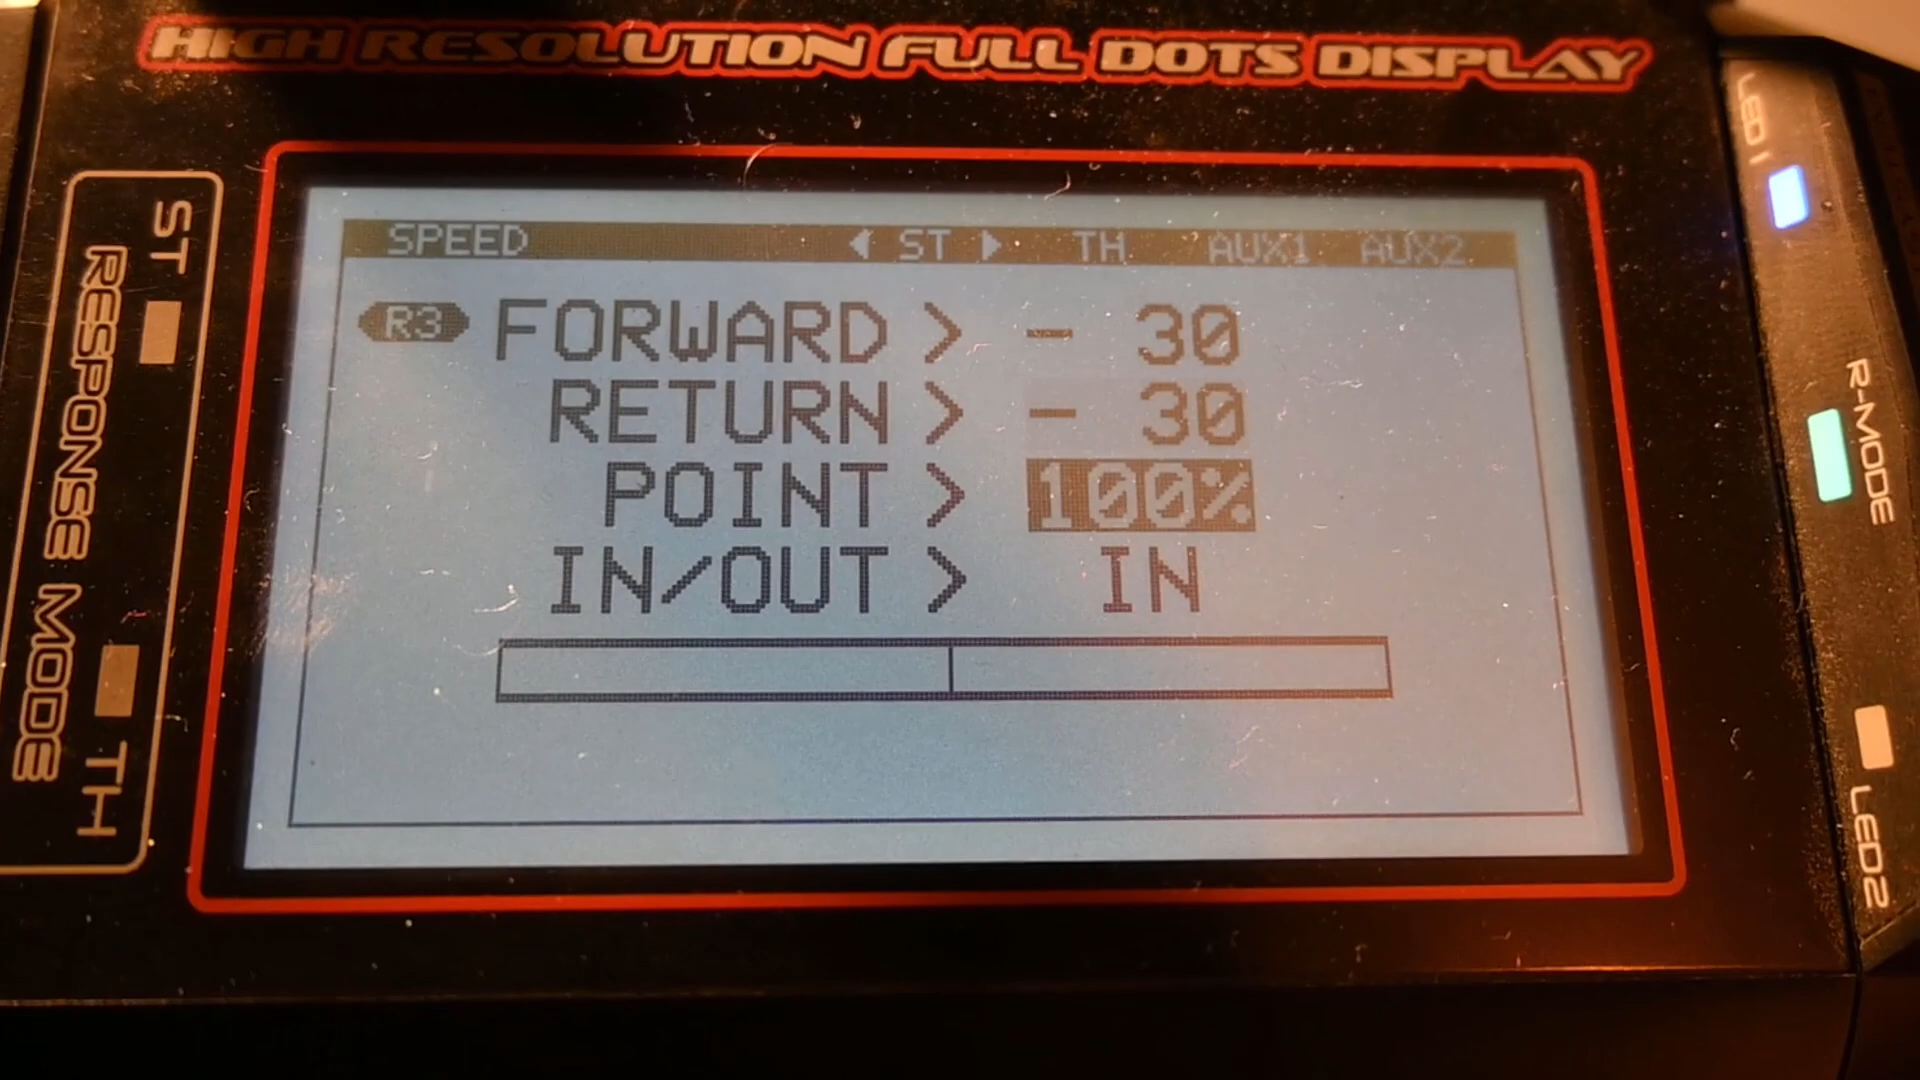 HIGH RESOLUTION FULL DOTS DISPLAY
SPEED ◀ ST ▶ TH AUX1 AUX2
R3 FORWARD > - 30
RETURN > - 30
POINT > 100%
IN/OUT > IN
ST
RESPONSE MODE
TH
LED1
R-MODE
LED2